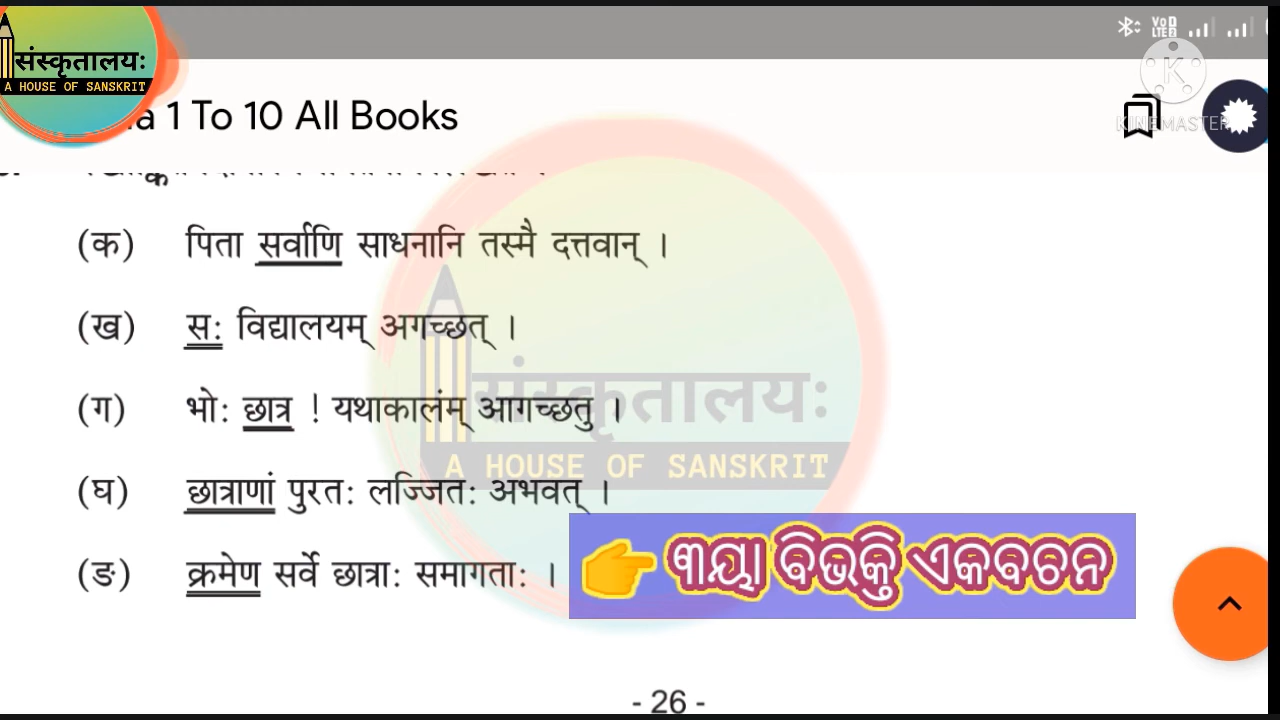 संस्कृतालयः
A HOUSE OF SANSKRIT
1 To 10 All Books
KINEMASTER
(क) पिता सर्वाणि साधनानि तस्मै दत्तवान् ।
(ख) सः विद्यालयम् अगच्छत् ।
(ग) भोः छात्र ! यथाकालंम् आगच्छतु ।
संस्कृतालयः
A HOUSE OF SANSKRIT
(घ) छात्राणां पुरतः लज्जितः अभवत् ।
(ङ) क्रमेण सर्वे छात्राः समागताः ।
👉 ୩ୟା ବିଭକ୍ତି ଏକବଚନ
- 26 -